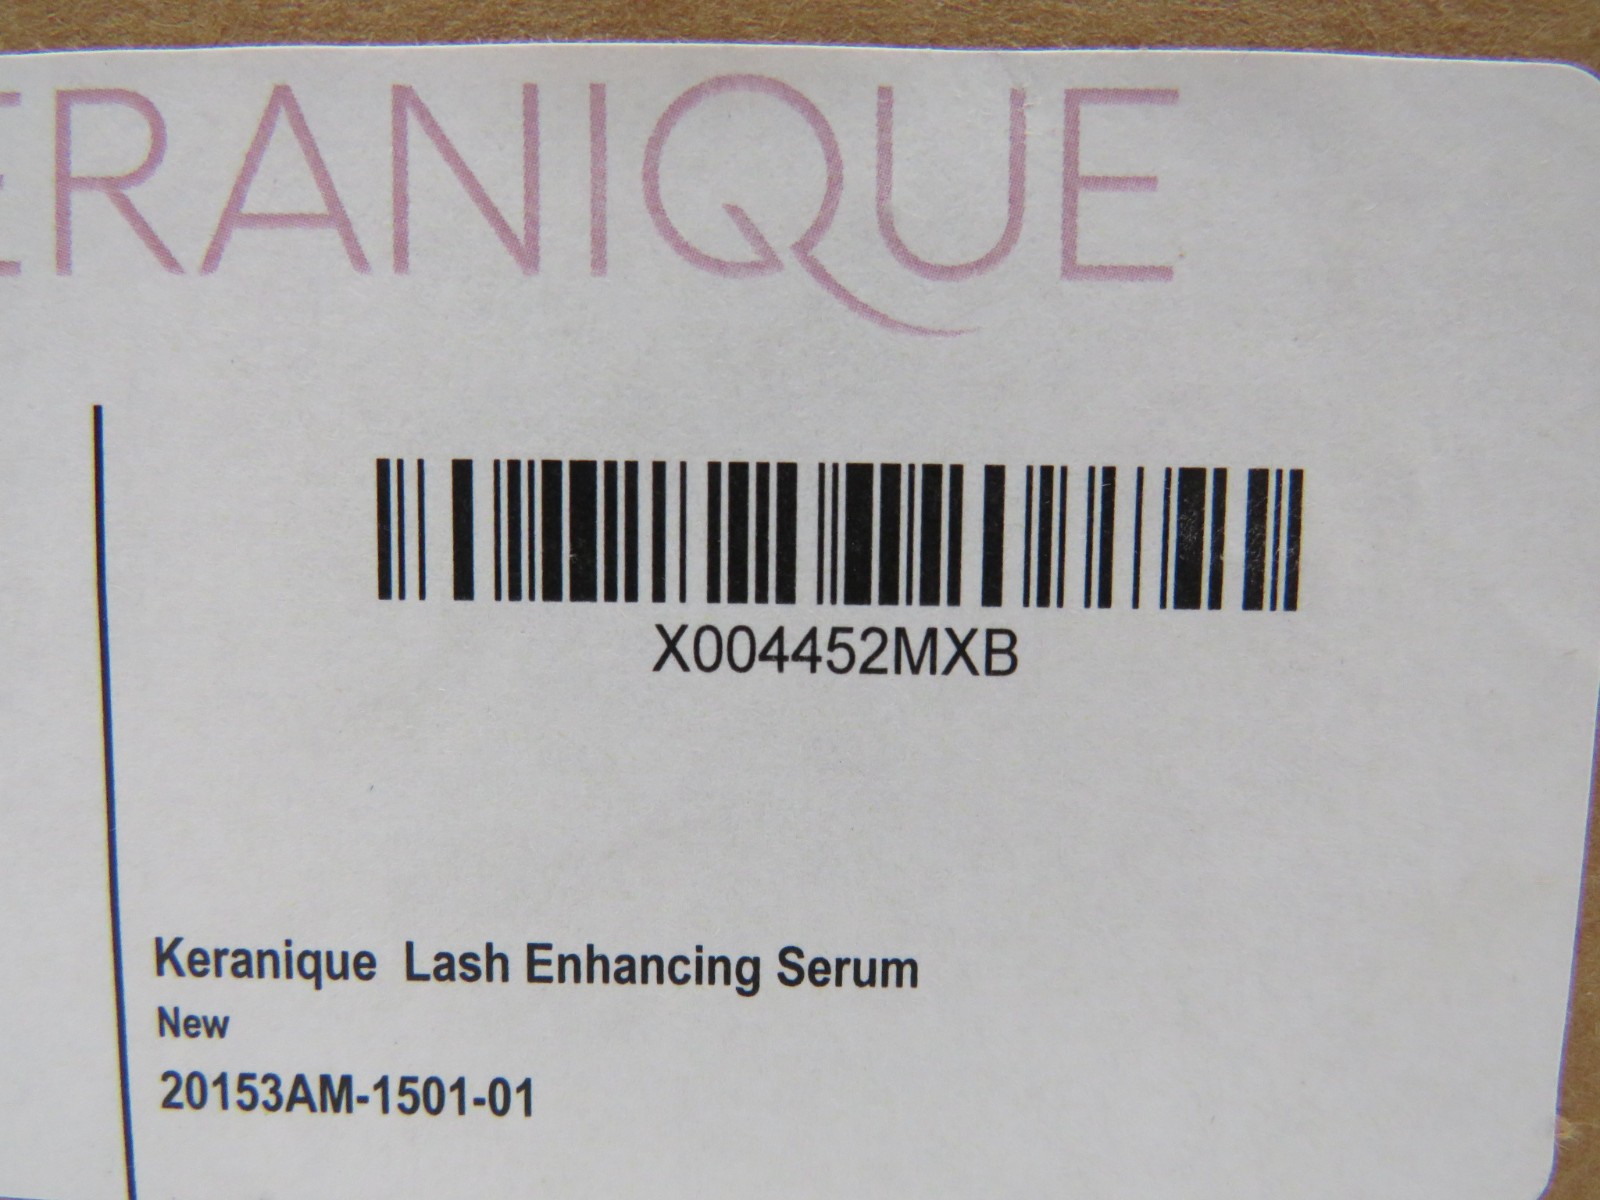 ERANIQUE
X004452MXB
Keranique Lash Enhancing Serum
New
20153AM-1501-01